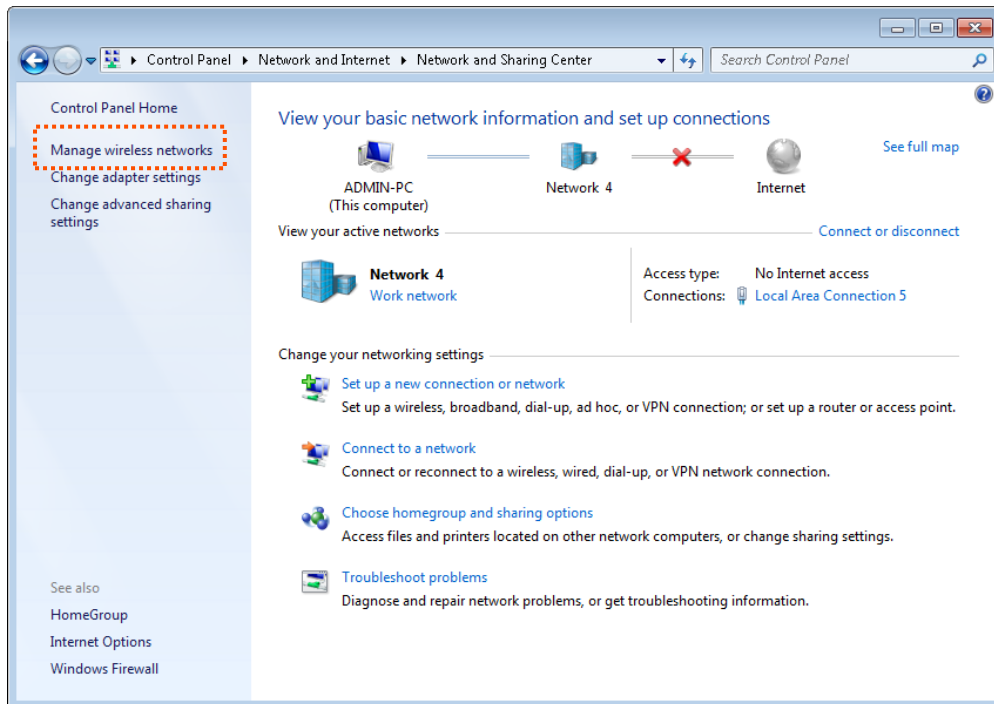 Control Panel ▸ Network and Internet ▸ Network and Sharing Center
Search Control Panel
Control Panel Home
Manage wireless networks
Change adapter settings
Change advanced sharing
settings
See also
HomeGroup
Internet Options
Windows Firewall
View your basic network information and set up connections
See full map
ADMIN-PC
(This computer)
Network 4
Internet
View your active networks
Connect or disconnect
Network 4
Work network
Access type: No Internet access
Connections: Local Area Connection 5
Change your networking settings
Set up a new connection or network
Set up a wireless, broadband, dial-up, ad hoc, or VPN connection; or set up a router or access point.
Connect to a network
Connect or reconnect to a wireless, wired, dial-up, or VPN network connection.
Choose homegroup and sharing options
Access files and printers located on other network computers, or change sharing settings.
Troubleshoot problems
Diagnose and repair network problems, or get troubleshooting information.